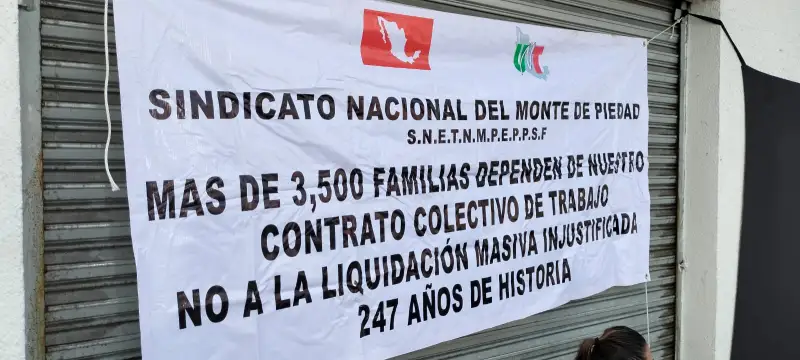 SINDICATO NACIONAL DEL MONTE DE PIEDAD
S.N.E.T.N.M.P.E.P.P.S.F
MAS DE 3,500 FAMILIAS DEPENDEN DE NUESTRO
CONTRATO COLECTIVO DE TRABAJO
NO A LA LIQUIDACIÓN MASIVA INJUSTIFICADA
247 AÑOS DE HISTORIA